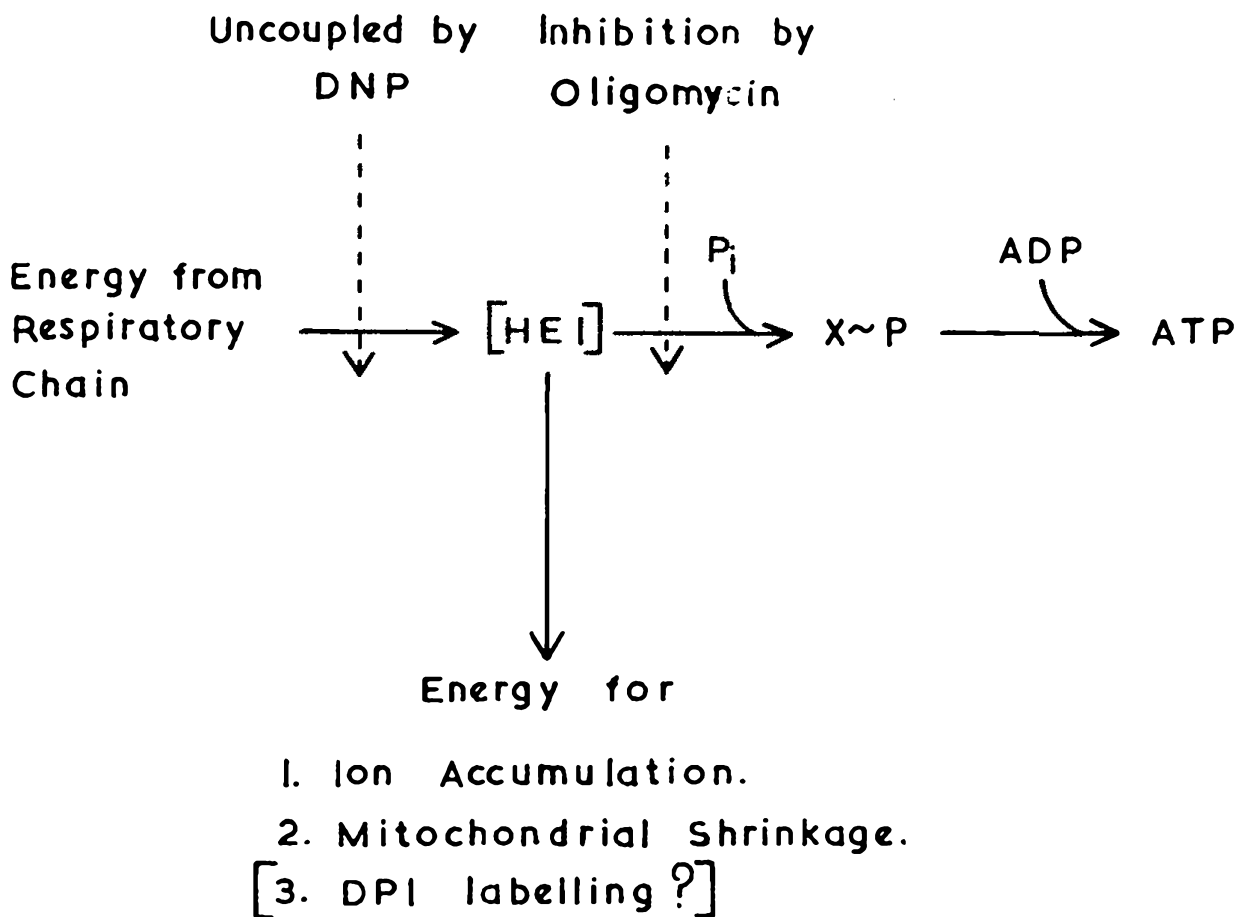 Uncoupled by
DNP
Inhibition by
Oligomycin
Energy from
Respiratory
Chain
[HEI]
Pi
X~P
ADP
ATP
Energy for
1. Ion Accumulation.
2. Mitochondrial Shrinkage.
[3. DPI labelling?]